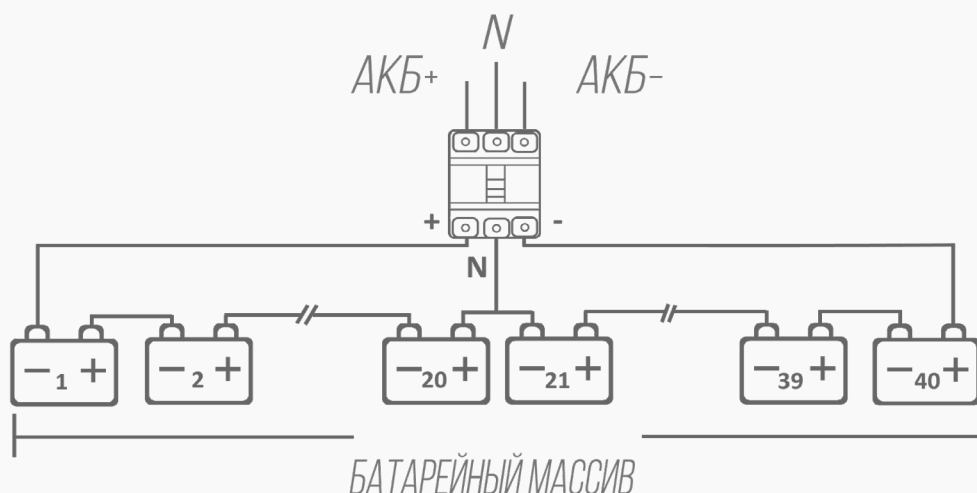 N
АКБ+ АКБ-
+ -
N
- 1 + - 2 + - 20 + - 21 + - 39 + - 40 +
БАТАРЕЙНЫЙ МАССИВ